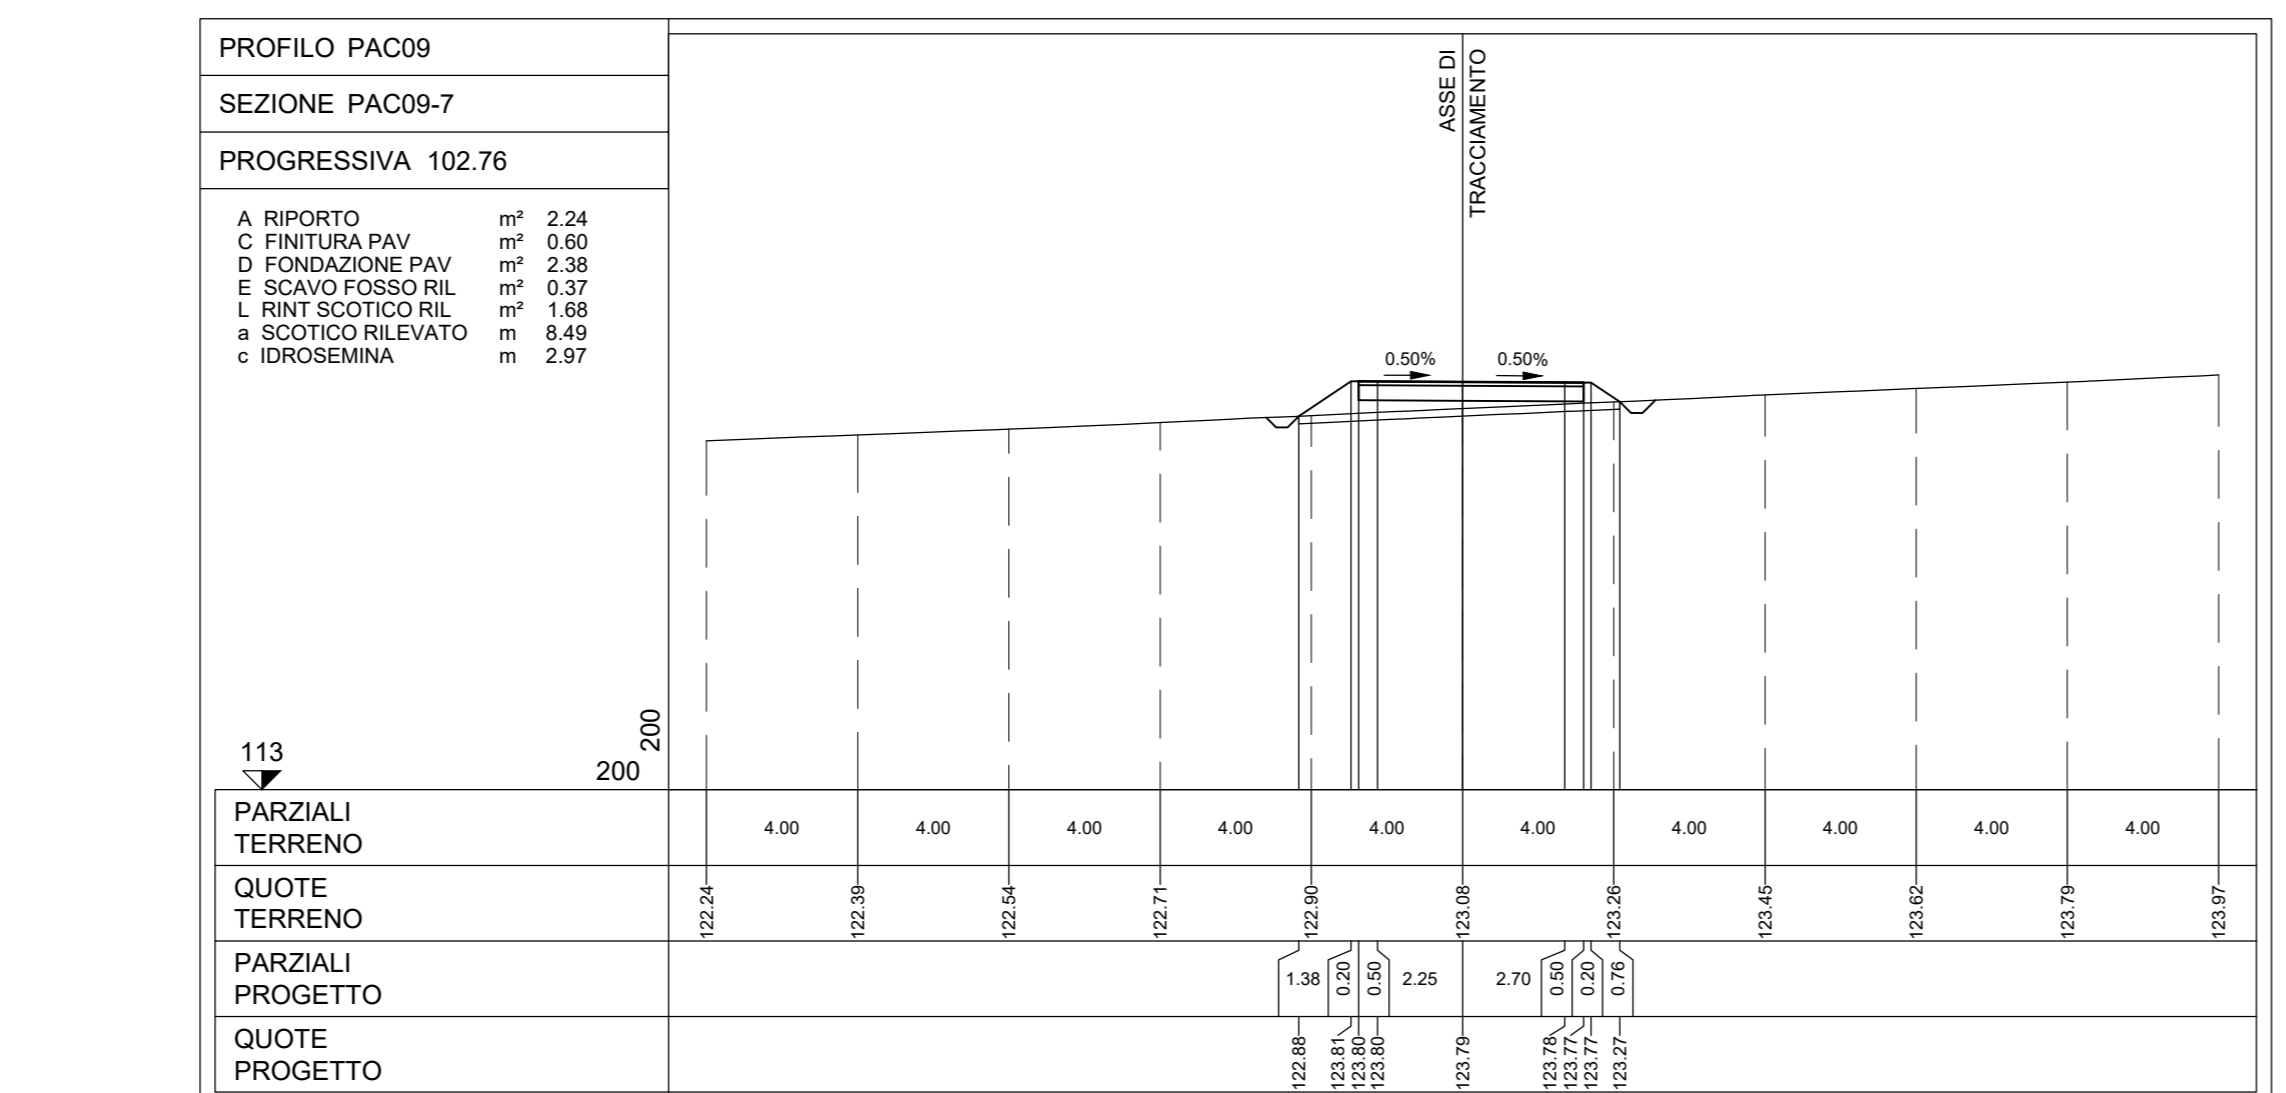 PROFILO PAC09
SEZIONE PAC09-7
PROGRESSIVA 102.76
A RIPORTO m² 2.24
C FINITURA PAV m² 0.60
D FONDAZIONE PAV m² 2.38
E SCAVO FOSSO RIL m² 0.37
L RINT SCOTICO RIL m² 1.68
a SCOTICO RILEVATO m 8.49
c IDROSEMINA m 2.97
ASSE DI
TRACCIAMENTO
0.50% 0.50%
113
200
200
PARZIALI
TERRENO
4.00 4.00 4.00 4.00 4.00 4.00 4.00 4.00 4.00 4.00
QUOTE
TERRENO
122.24 122.39 122.54 122.71 122.90 123.08 123.26 123.45 123.62 123.79 123.97
PARZIALI
PROGETTO
1.38 0.20 0.50 2.25 2.70 0.50 0.20 0.76
QUOTE
PROGETTO
122.88 123.81 123.80 123.80 123.79 123.78 123.77 123.77 123.27